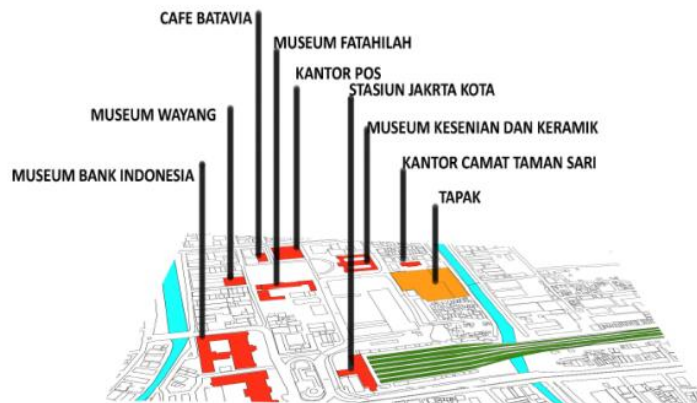 CAFE BATAVIA
MUSEUM FATAHILAH
KANTOR POS
STASIUN JAKRTA KOTA
MUSEUM WAYANG
MUSEUM KESENIAN DAN KERAMIK
KANTOR CAMAT TAMAN SARI
MUSEUM BANK INDONESIA
TAPAK